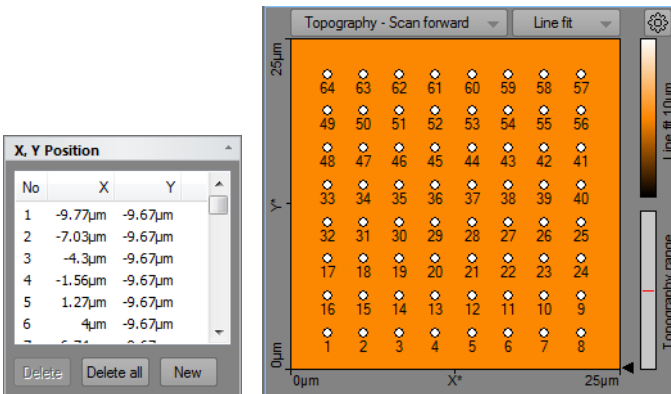 X, Y Position
No X Y
1 -9.77µm -9.67µm
2 -7.03µm -9.67µm
3 -4.3µm -9.67µm
4 -1.56µm -9.67µm
5 1.27µm -9.67µm
6 4µm -9.67µm
Delete Delete all New
Topography - Scan forward Line fit
25µm
64 63 62 61 60 59 58 57
49 50 51 52 53 54 55 56
48 47 46 45 44 43 42 41
Y*
33 34 35 36 37 38 39 40
32 31 30 29 28 27 26 25
17 18 19 20 21 22 23 24
16 15 14 13 12 11 10 9
1 2 3 4 5 6 7 8
0µm
0µm X* 25µm
Line fit 10µm
Topography range